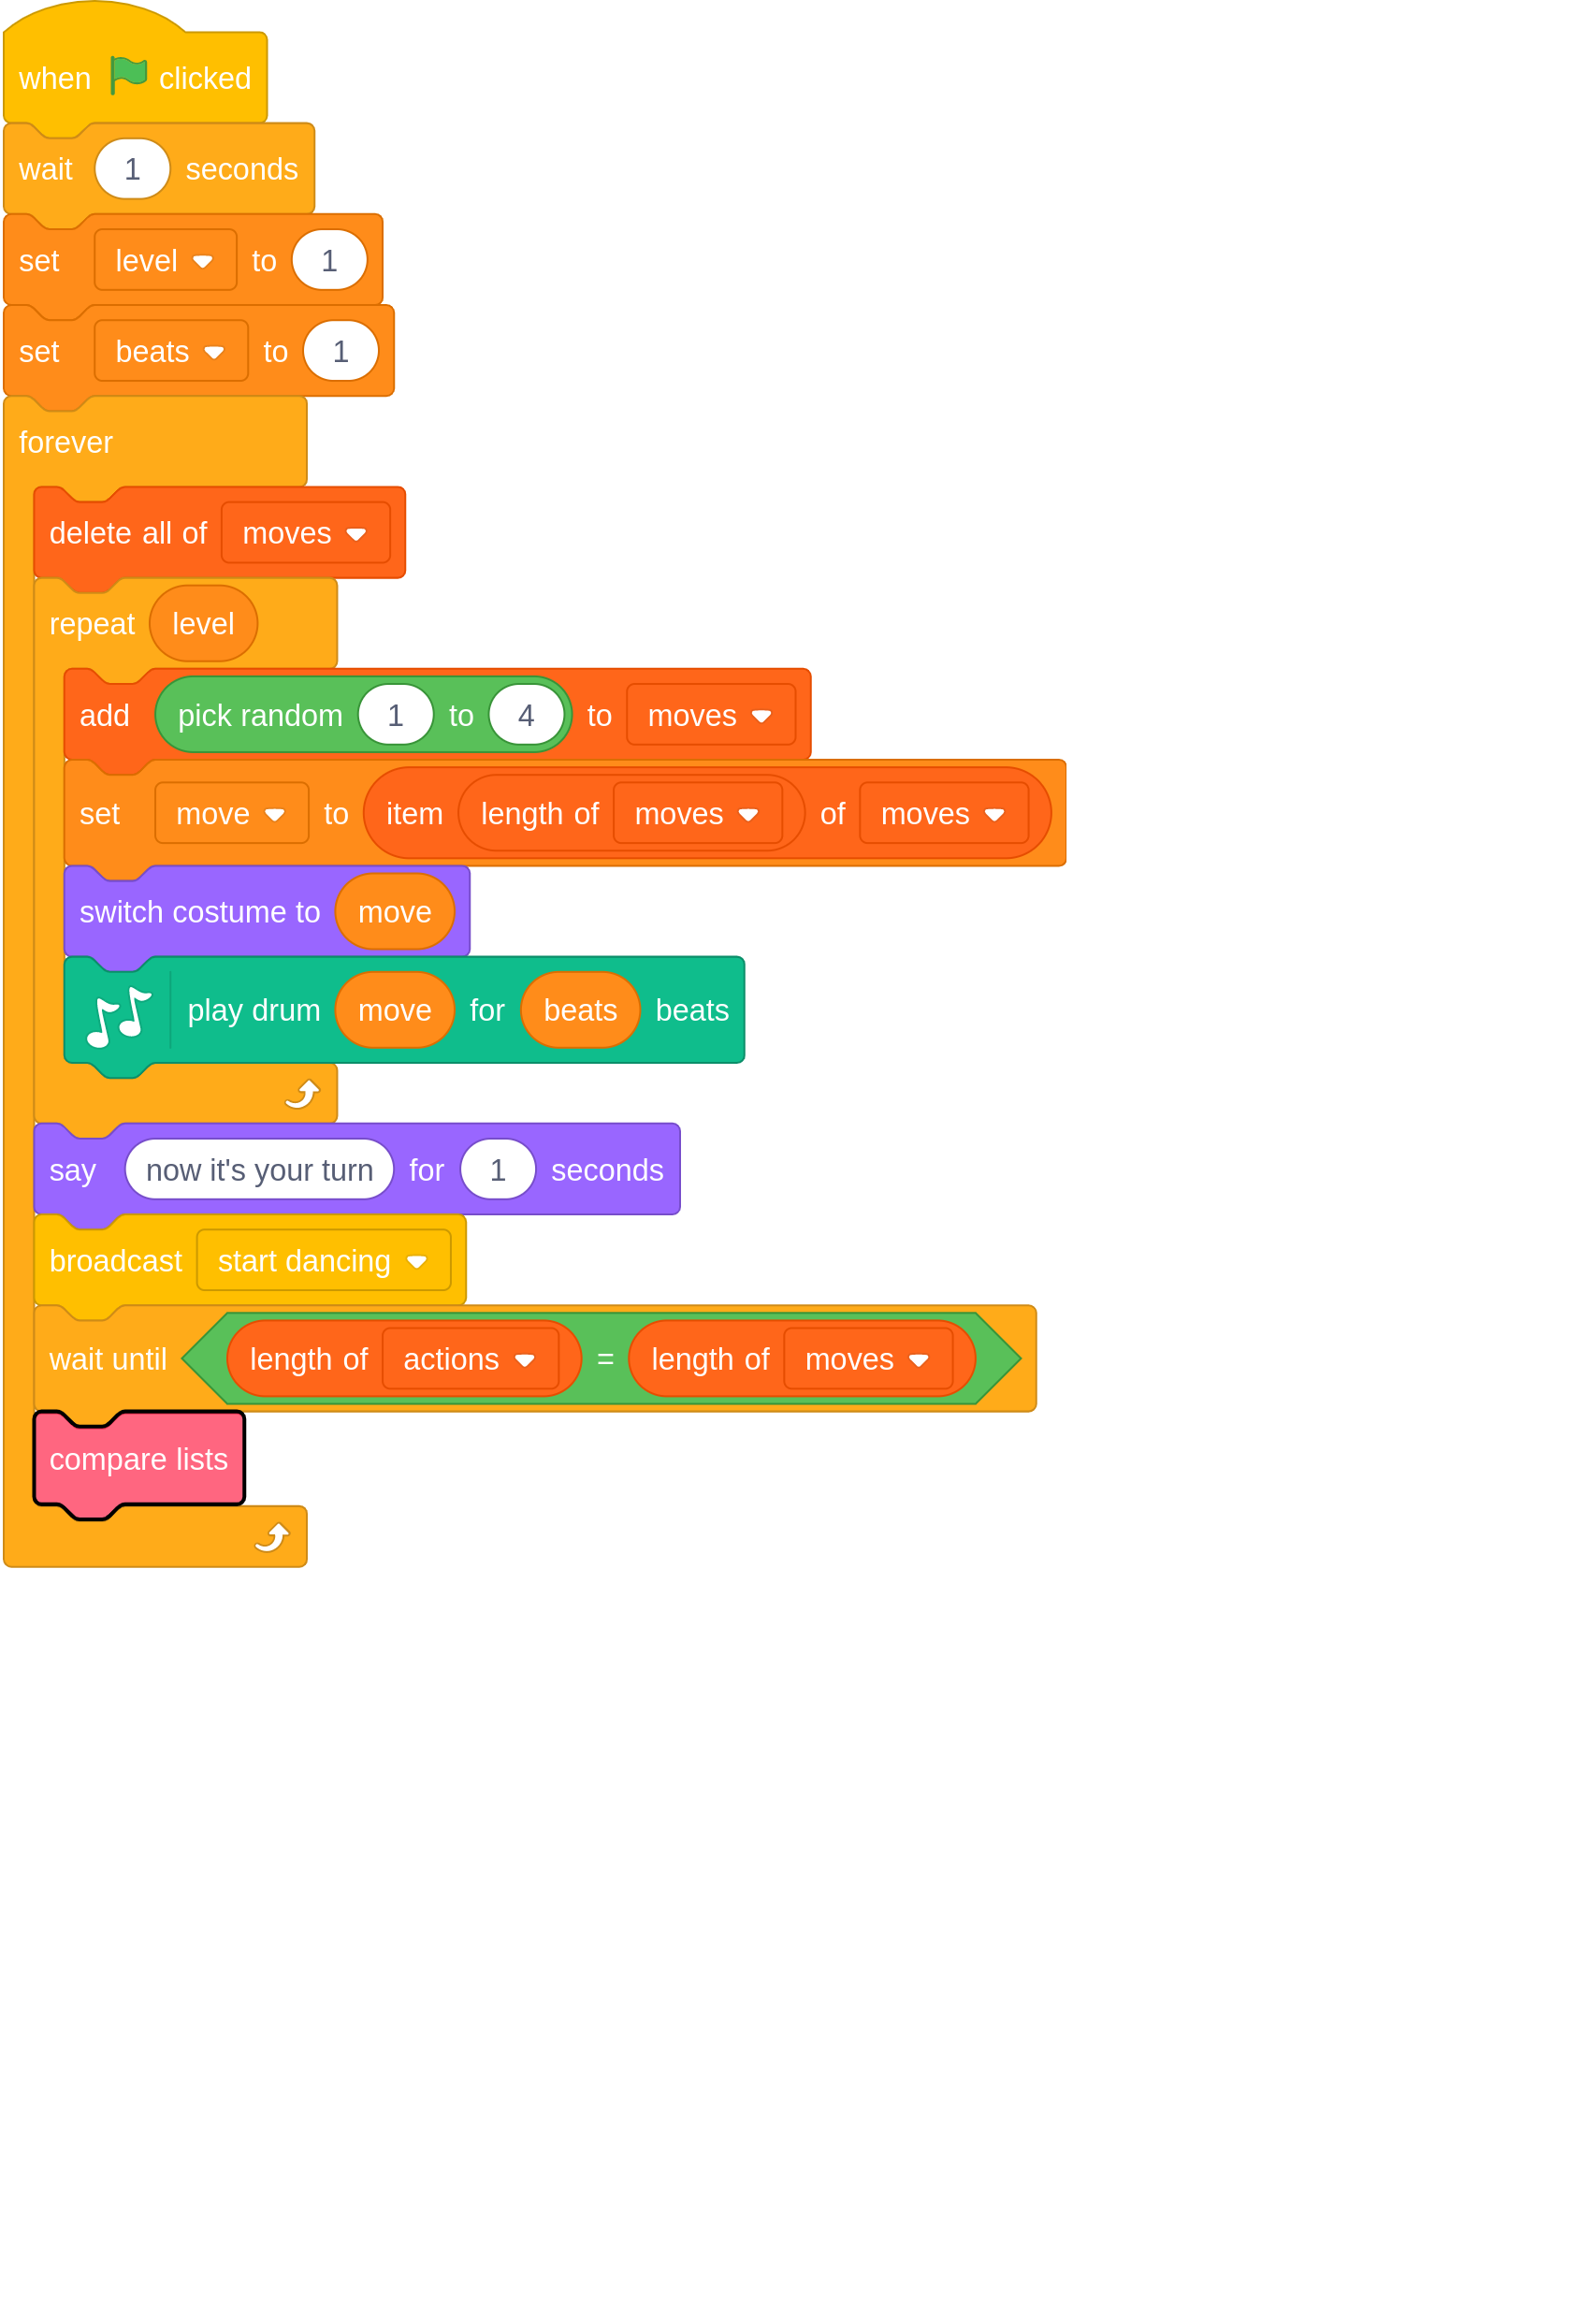 when clicked
wait 1 seconds
set level to 1
set beats to 1
forever
delete all of moves
repeat level
add pick random 1 to 4 to moves
set move to item length of moves of moves
switch costume to move
play drum move for beats beats
say now it's your turn for 1 seconds
broadcast start dancing
wait until length of actions = length of moves
compare lists